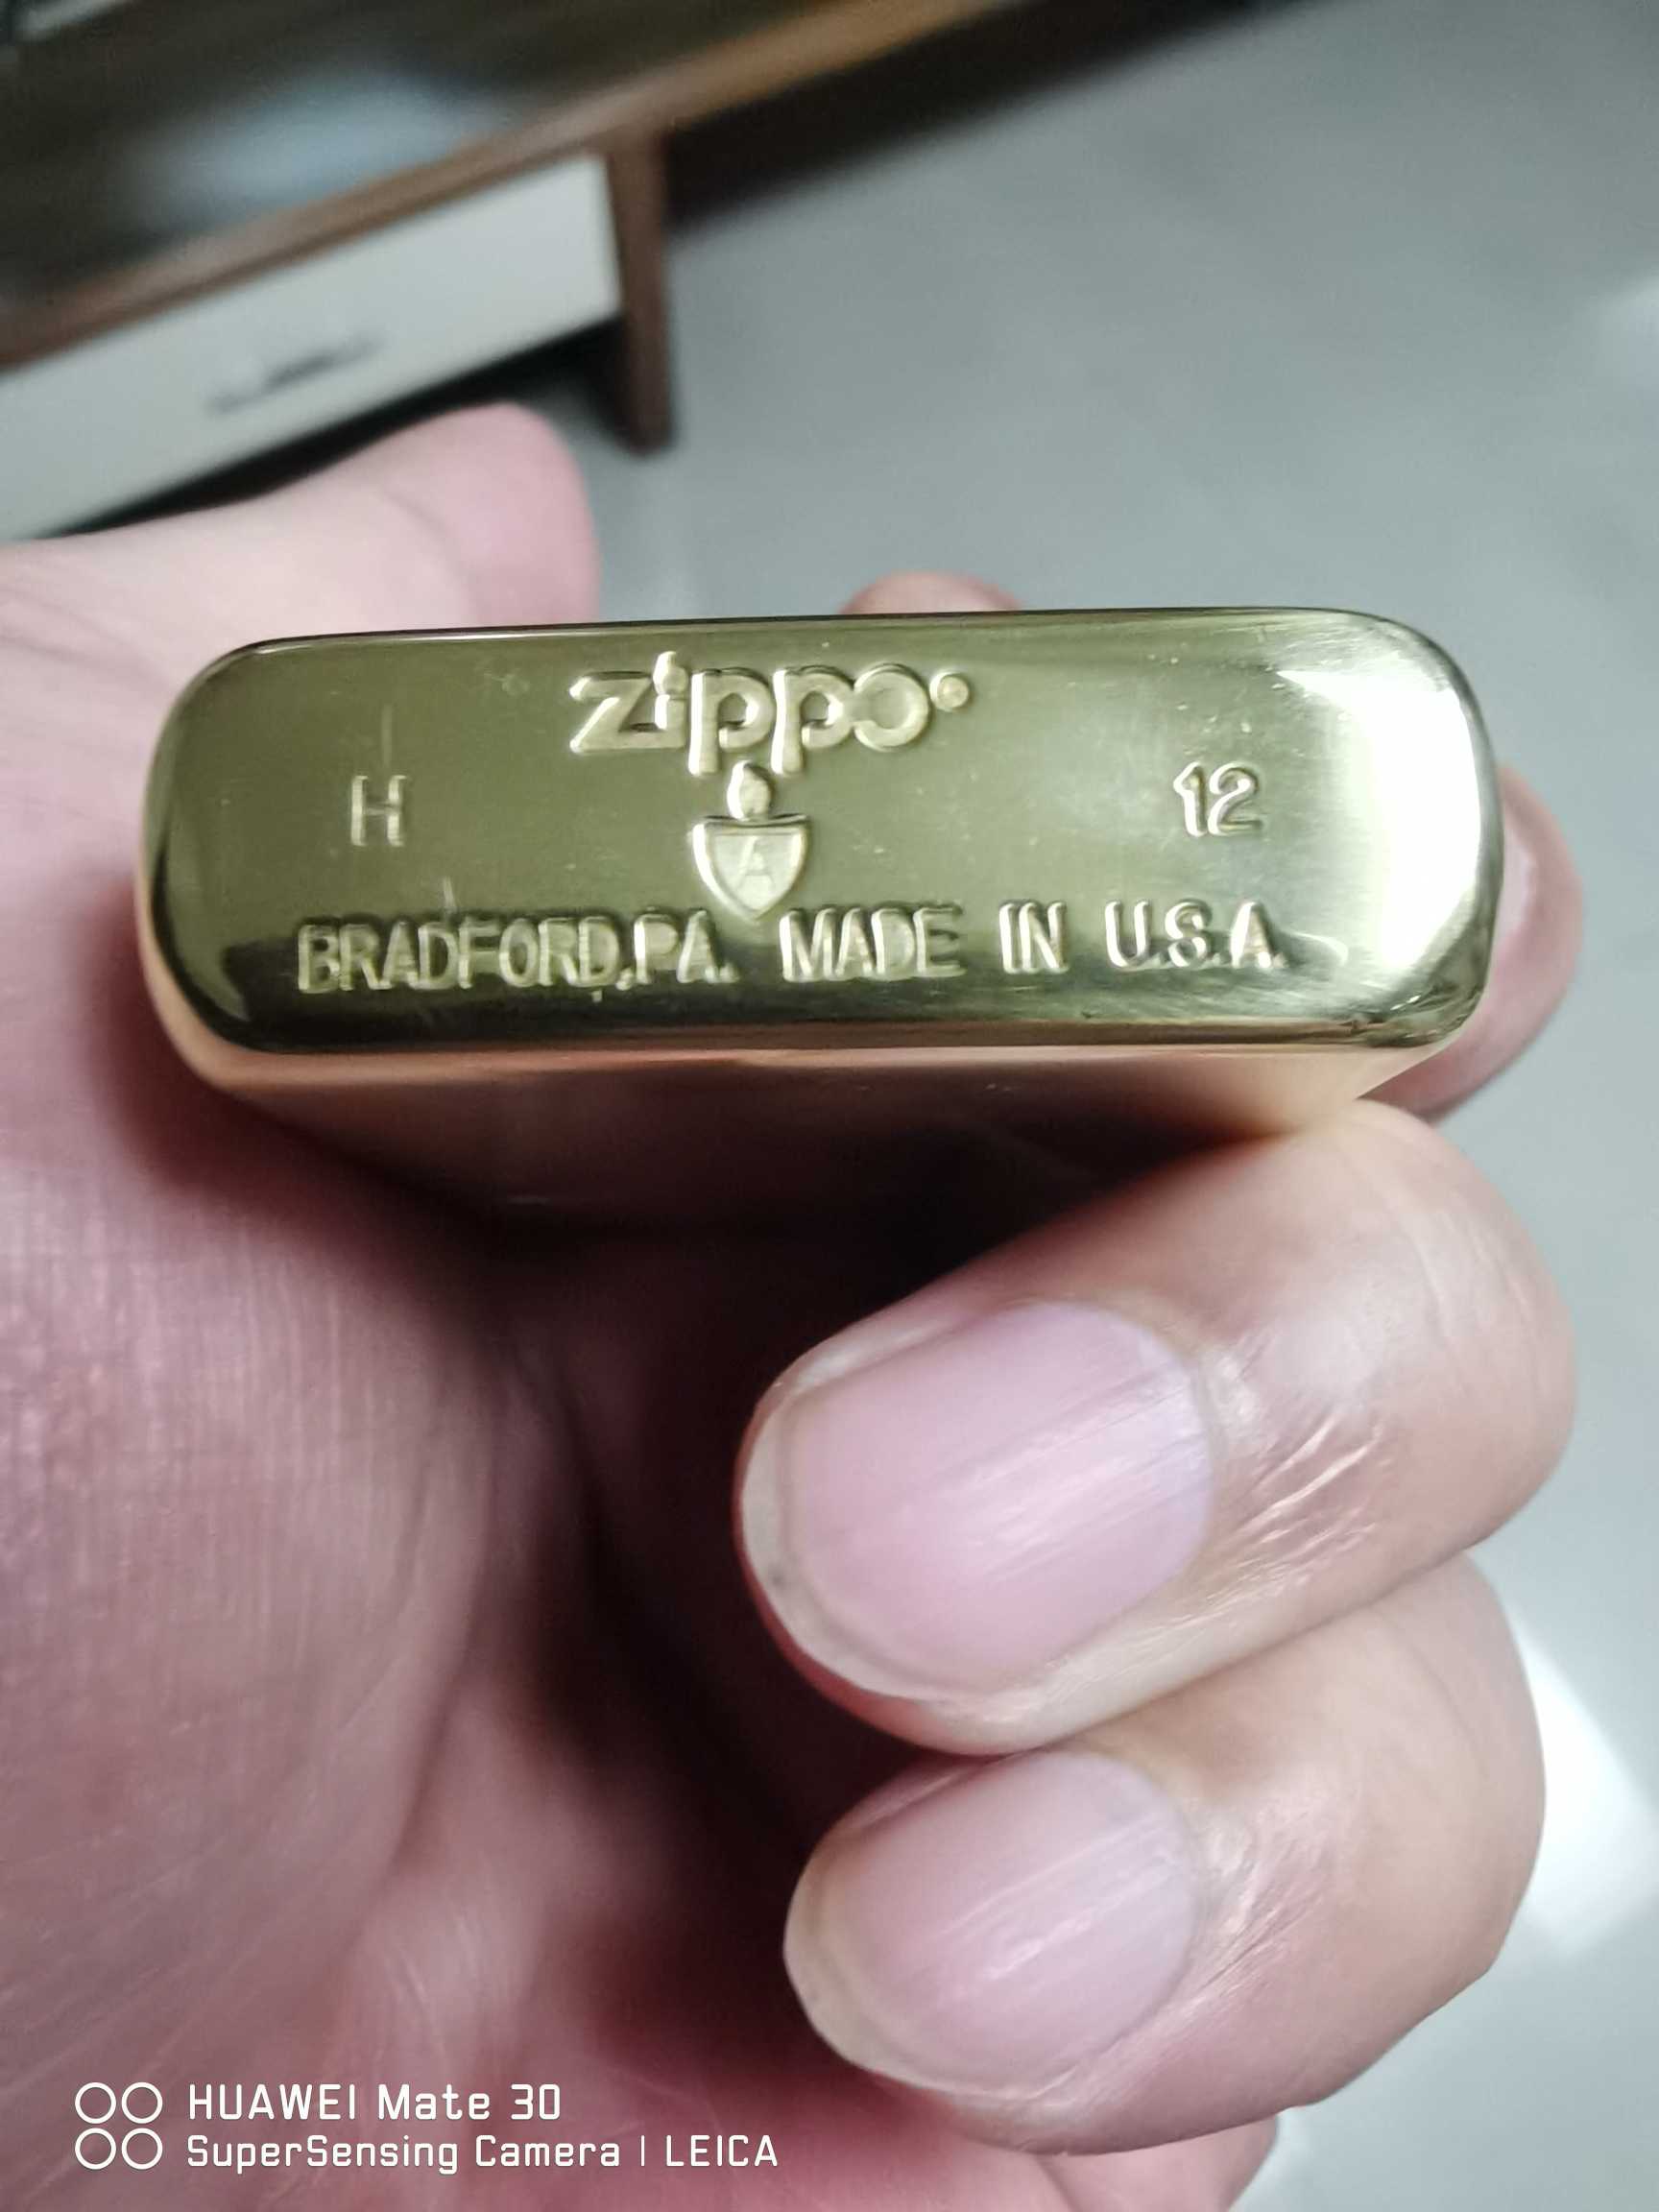 zippo
H 12
A
BRADFORD,PA. MADE IN U.S.A.
HUAWEI Mate 30
SuperSensing Camera | LEICA